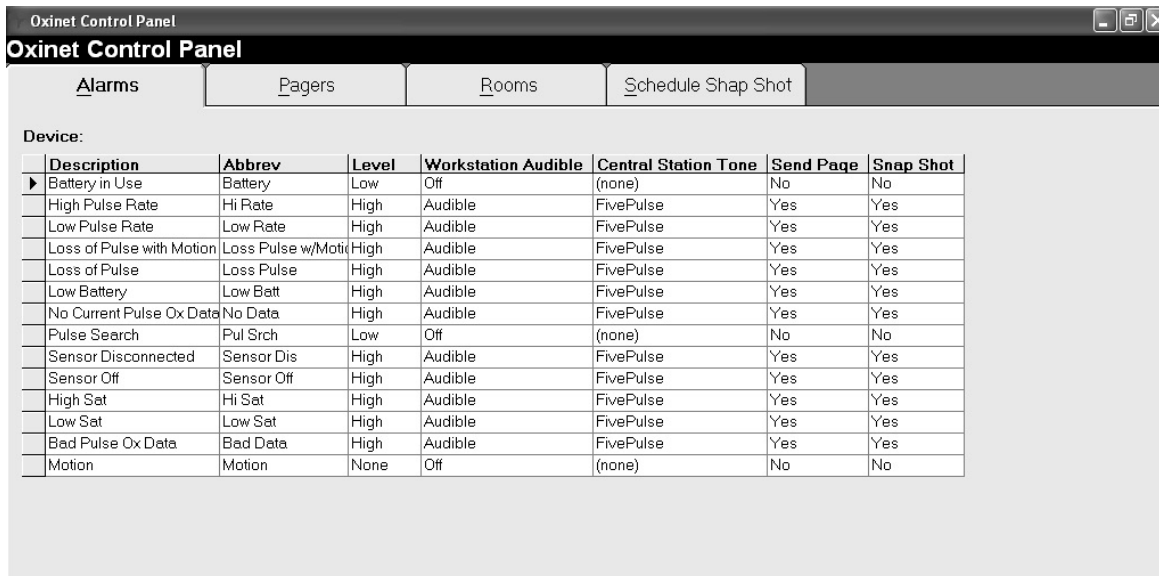 Oxinet Control Panel
Oxinet Control Panel
Alarms Pagers Rooms Schedule Shap Shot
Device:
Description Abbrev Level Workstation Audible Central Station Tone Send Page Snap Shot
Battery in Use Battery Low Off (none) No No
High Pulse Rate Hi Rate High Audible FivePulse Yes Yes
Low Pulse Rate Low Rate High Audible FivePulse Yes Yes
Loss of Pulse with Motion Loss Pulse w/Motic High Audible FivePulse Yes Yes
Loss of Pulse Loss Pulse High Audible FivePulse Yes Yes
Low Battery Low Batt High Audible FivePulse Yes Yes
No Current Pulse Ox Data No Data High Audible FivePulse Yes Yes
Pulse Search Pul Srch Low Off (none) No No
Sensor Disconnected Sensor Dis High Audible FivePulse Yes Yes
Sensor Off Sensor Off High Audible FivePulse Yes Yes
High Sat Hi Sat High Audible FivePulse Yes Yes
Low Sat Low Sat High Audible FivePulse Yes Yes
Bad Pulse Ox Data Bad Data High Audible FivePulse Yes Yes
Motion Motion None Off (none) No No